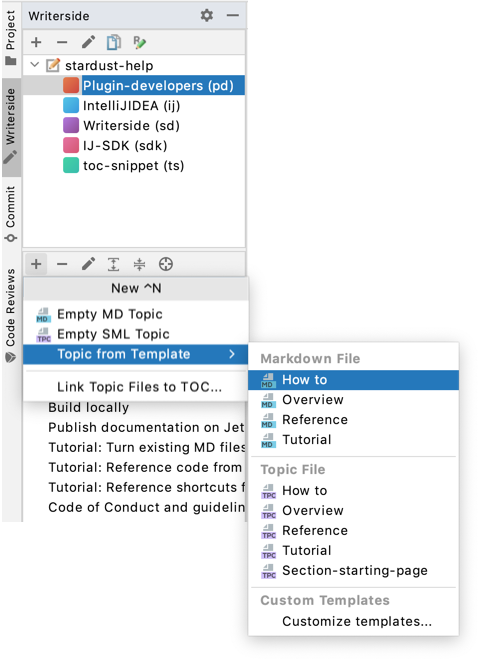 Project
Writerside
Commit
Code Reviews
Writerside
stardust-help
Plugin-developers (pd)
IntelliJIDEA (ij)
Writerside (sd)
IJ-SDK (sdk)
toc-snippet (ts)
New ^N
MD Empty MD Topic
TPC Empty SML Topic
Topic from Template
Link Topic Files to TOC...
Build locally
Publish documentation on Jet
Tutorial: Turn existing MD files
Tutorial: Reference code from
Tutorial: Reference shortcuts f
Code of Conduct and guidelin
Markdown File
MD How to
MD Overview
MD Reference
MD Tutorial
Topic File
TPC How to
TPC Overview
TPC Reference
TPC Tutorial
TPC Section-starting-page
Custom Templates
Customize templates...